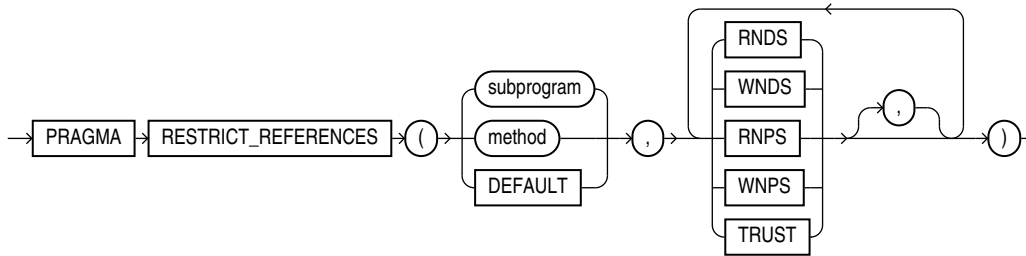 PRAGMA RESTRICT_REFERENCES ( subprogram method DEFAULT , RNDS WNDS RNPS WNPS TRUST , )